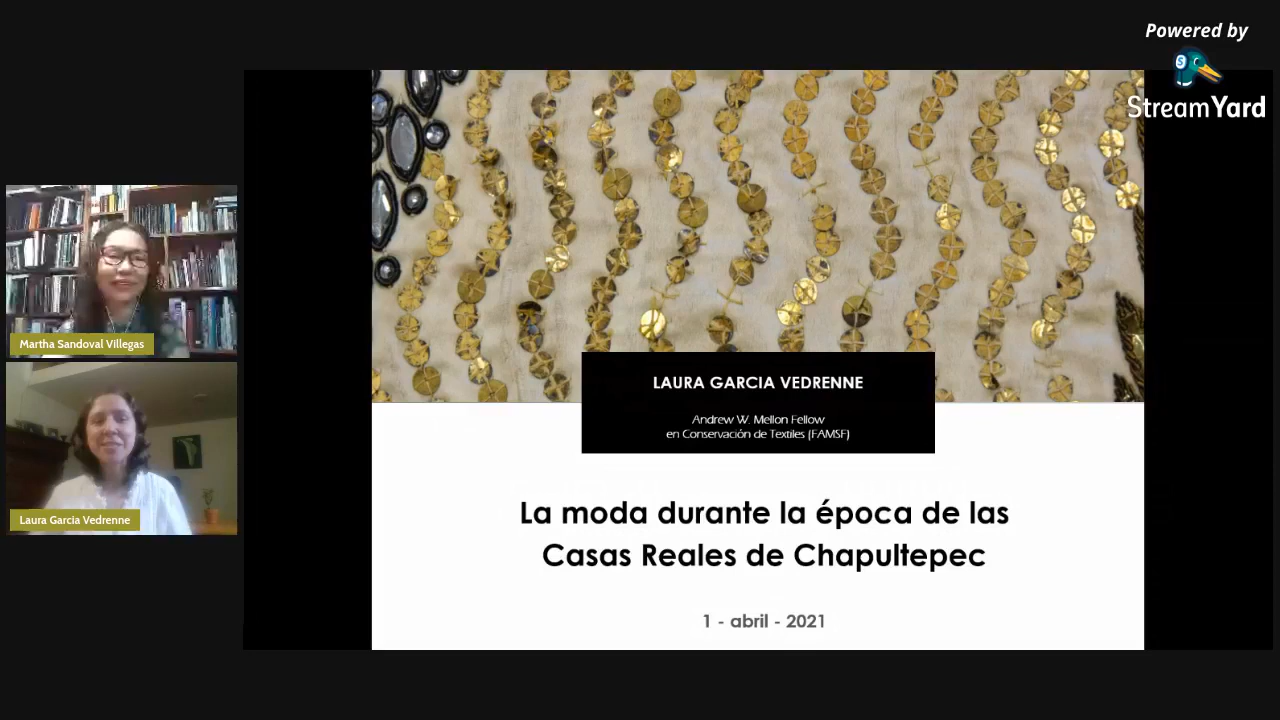 Powered by
StreamYard
Martha Sandoval Villegas
Laura Garcia Vedrenne
LAURA GARCIA VEDRENNE
Andrew W. Mellon Fellow
en Conservación de Textiles (FAMSF)
La moda durante la época de las
Casas Reales de Chapultepec
1 - abril - 2021